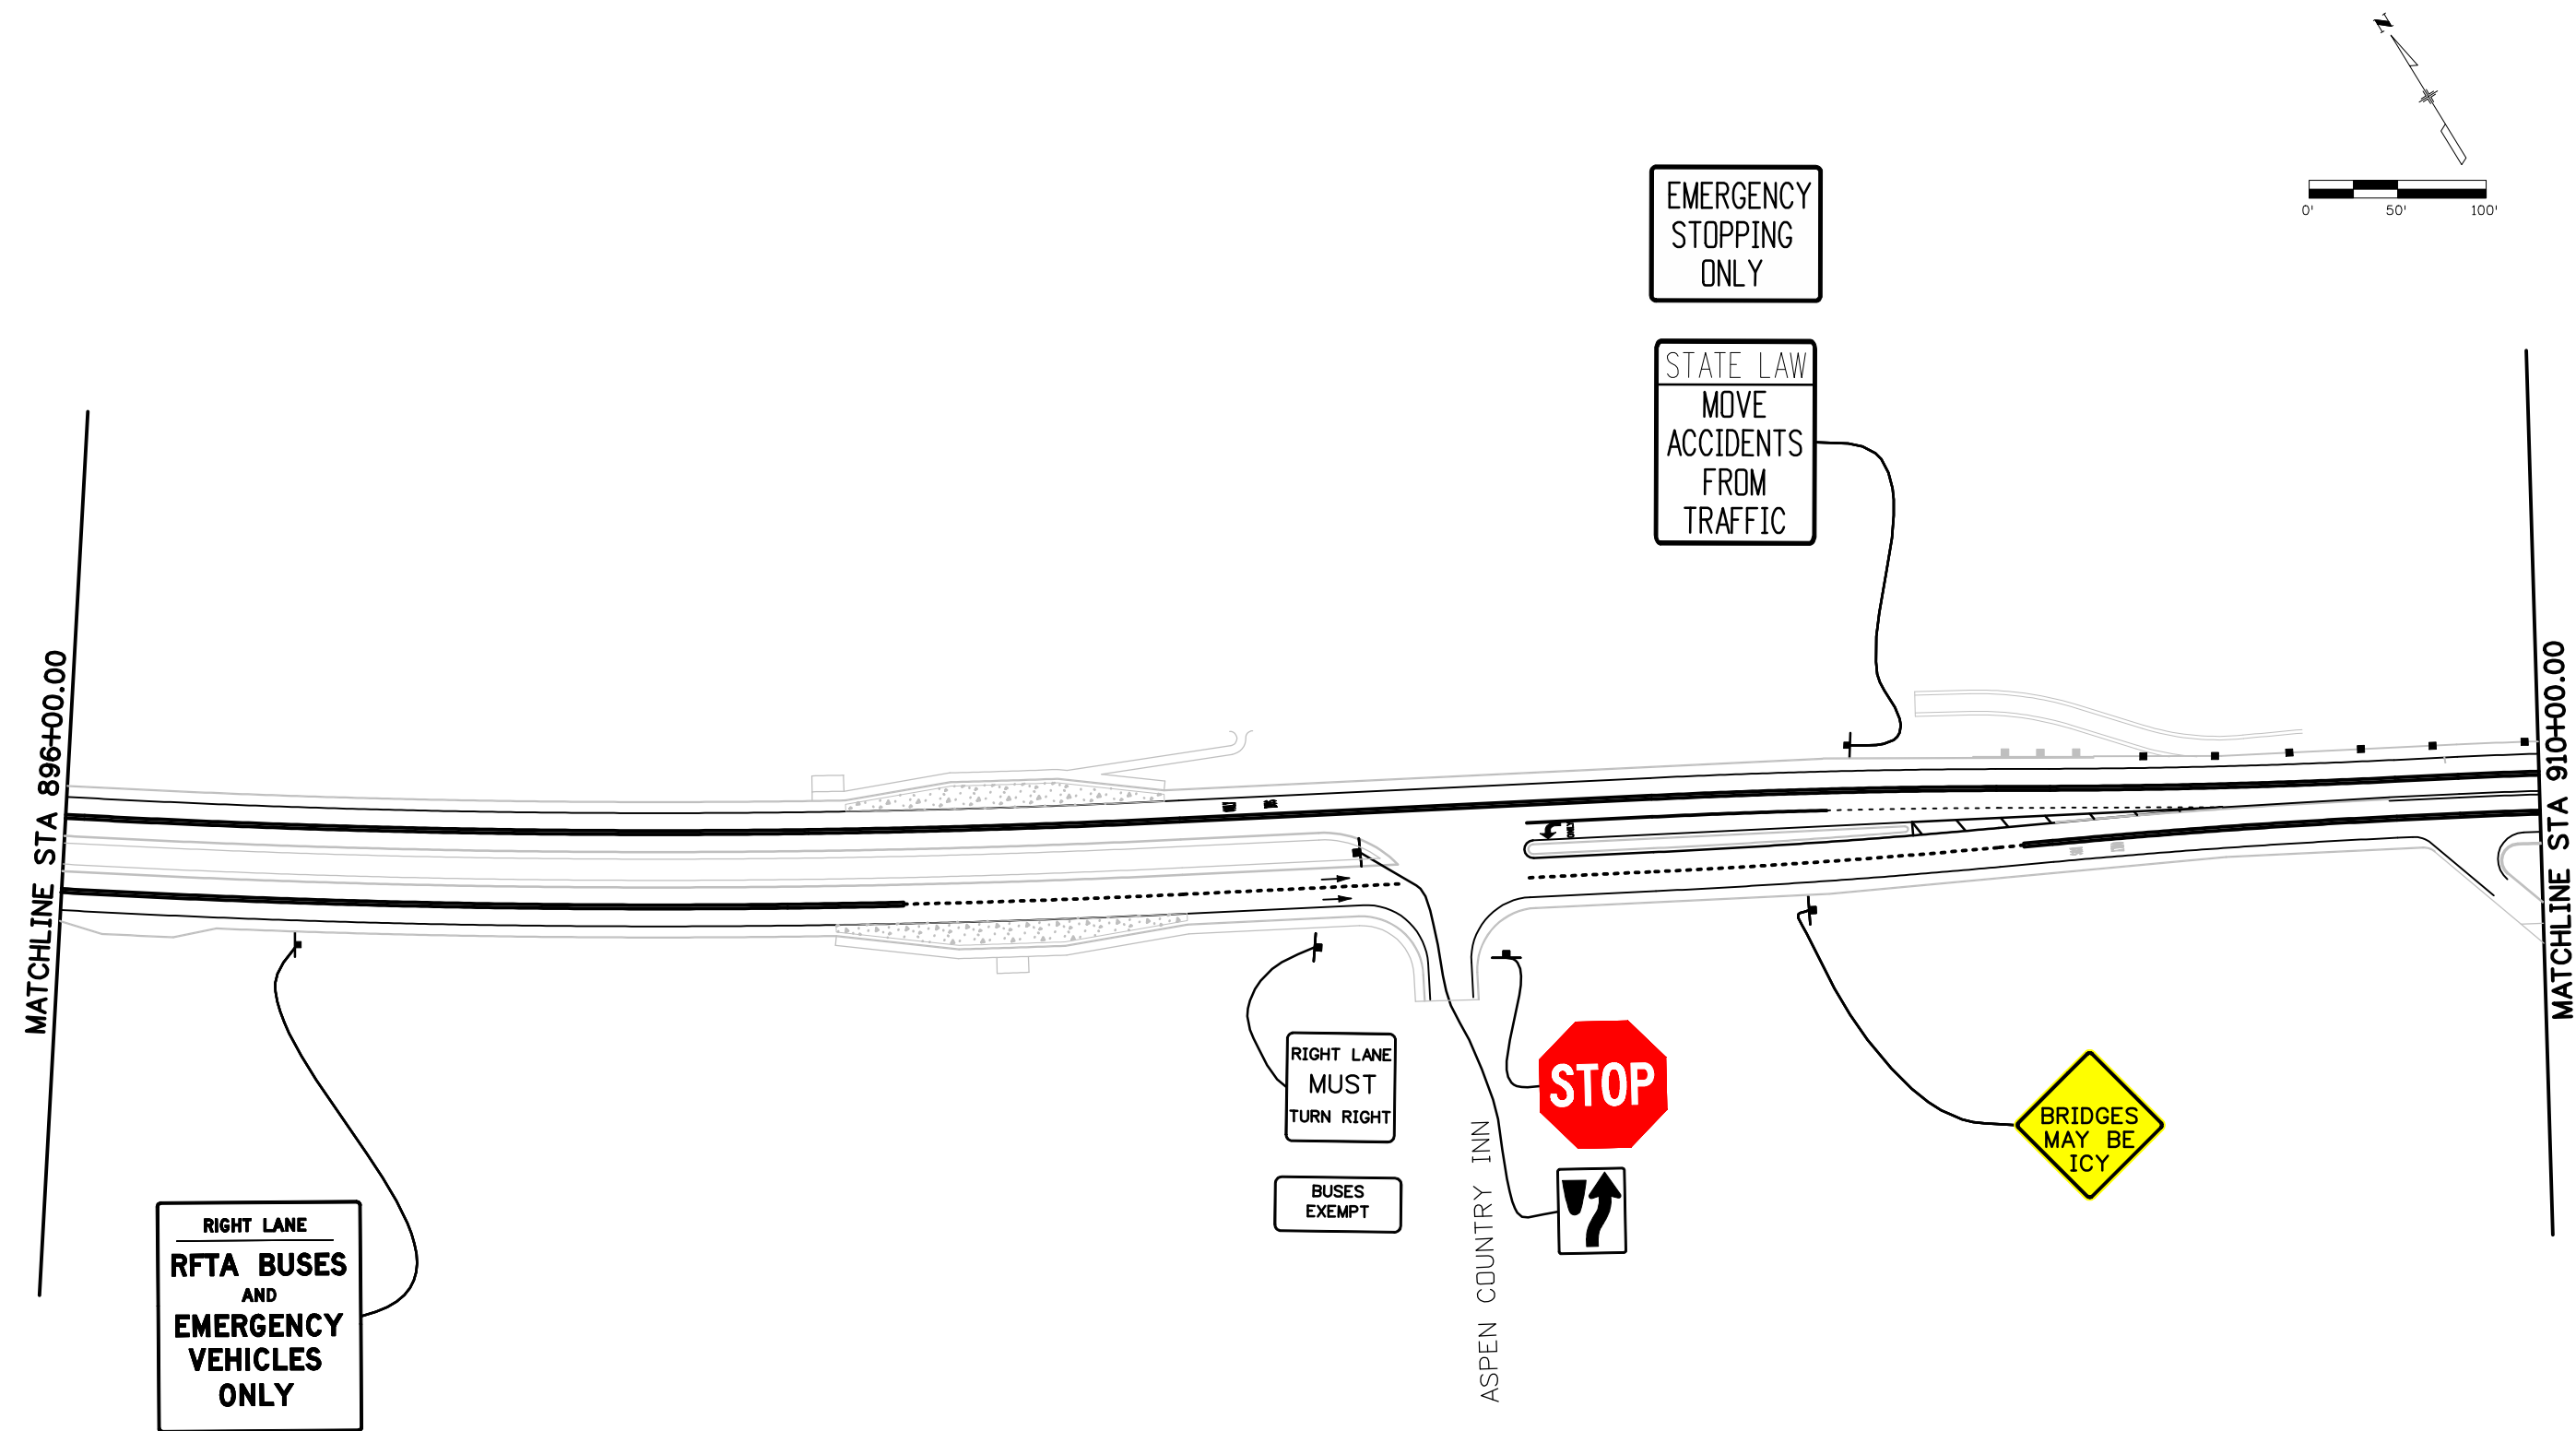 N
0' 50' 100'
EMERGENCY
STOPPING
ONLY
STATE LAW
MOVE
ACCIDENTS
FROM
TRAFFIC
MATCHLINE STA 896+00.00
MATCHLINE STA 910+00.00
ONLY
RIGHT LANE
MUST
TURN RIGHT
BUSES
EXEMPT
STOP
ASPEN COUNTRY INN
BRIDGES
MAY BE
ICY
RIGHT LANE
RFTA BUSES
AND
EMERGENCY
VEHICLES
ONLY